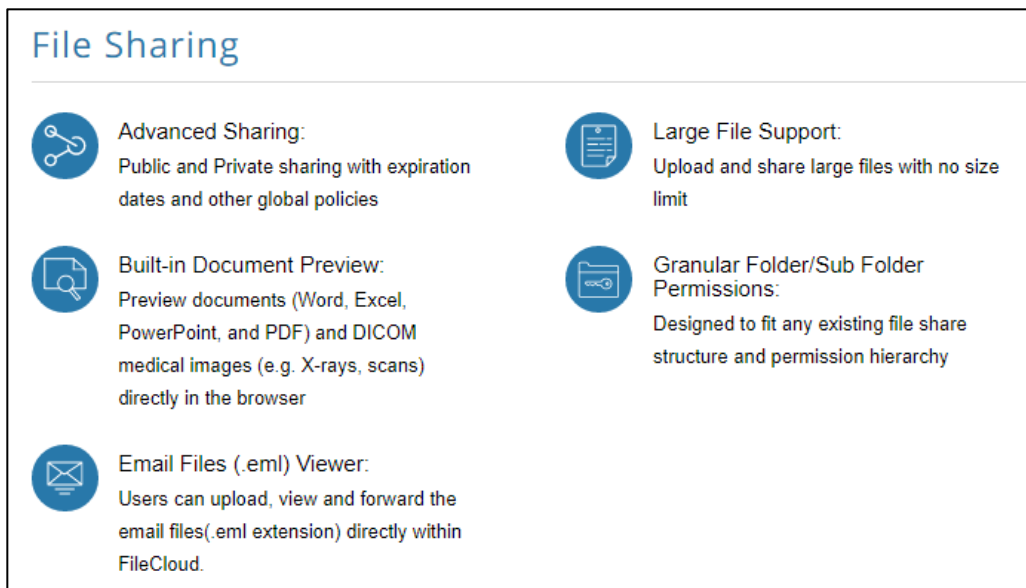 File Sharing
Advanced Sharing:
Public and Private sharing with expiration
dates and other global policies
Built-in Document Preview:
Preview documents (Word, Excel,
PowerPoint, and PDF) and DICOM
medical images (e.g. X-rays, scans)
directly in the browser
Email Files (.eml) Viewer:
Users can upload, view and forward the
email files(.eml extension) directly within
FileCloud.
Large File Support:
Upload and share large files with no size
limit
Granular Folder/Sub Folder
Permissions:
Designed to fit any existing file share
structure and permission hierarchy